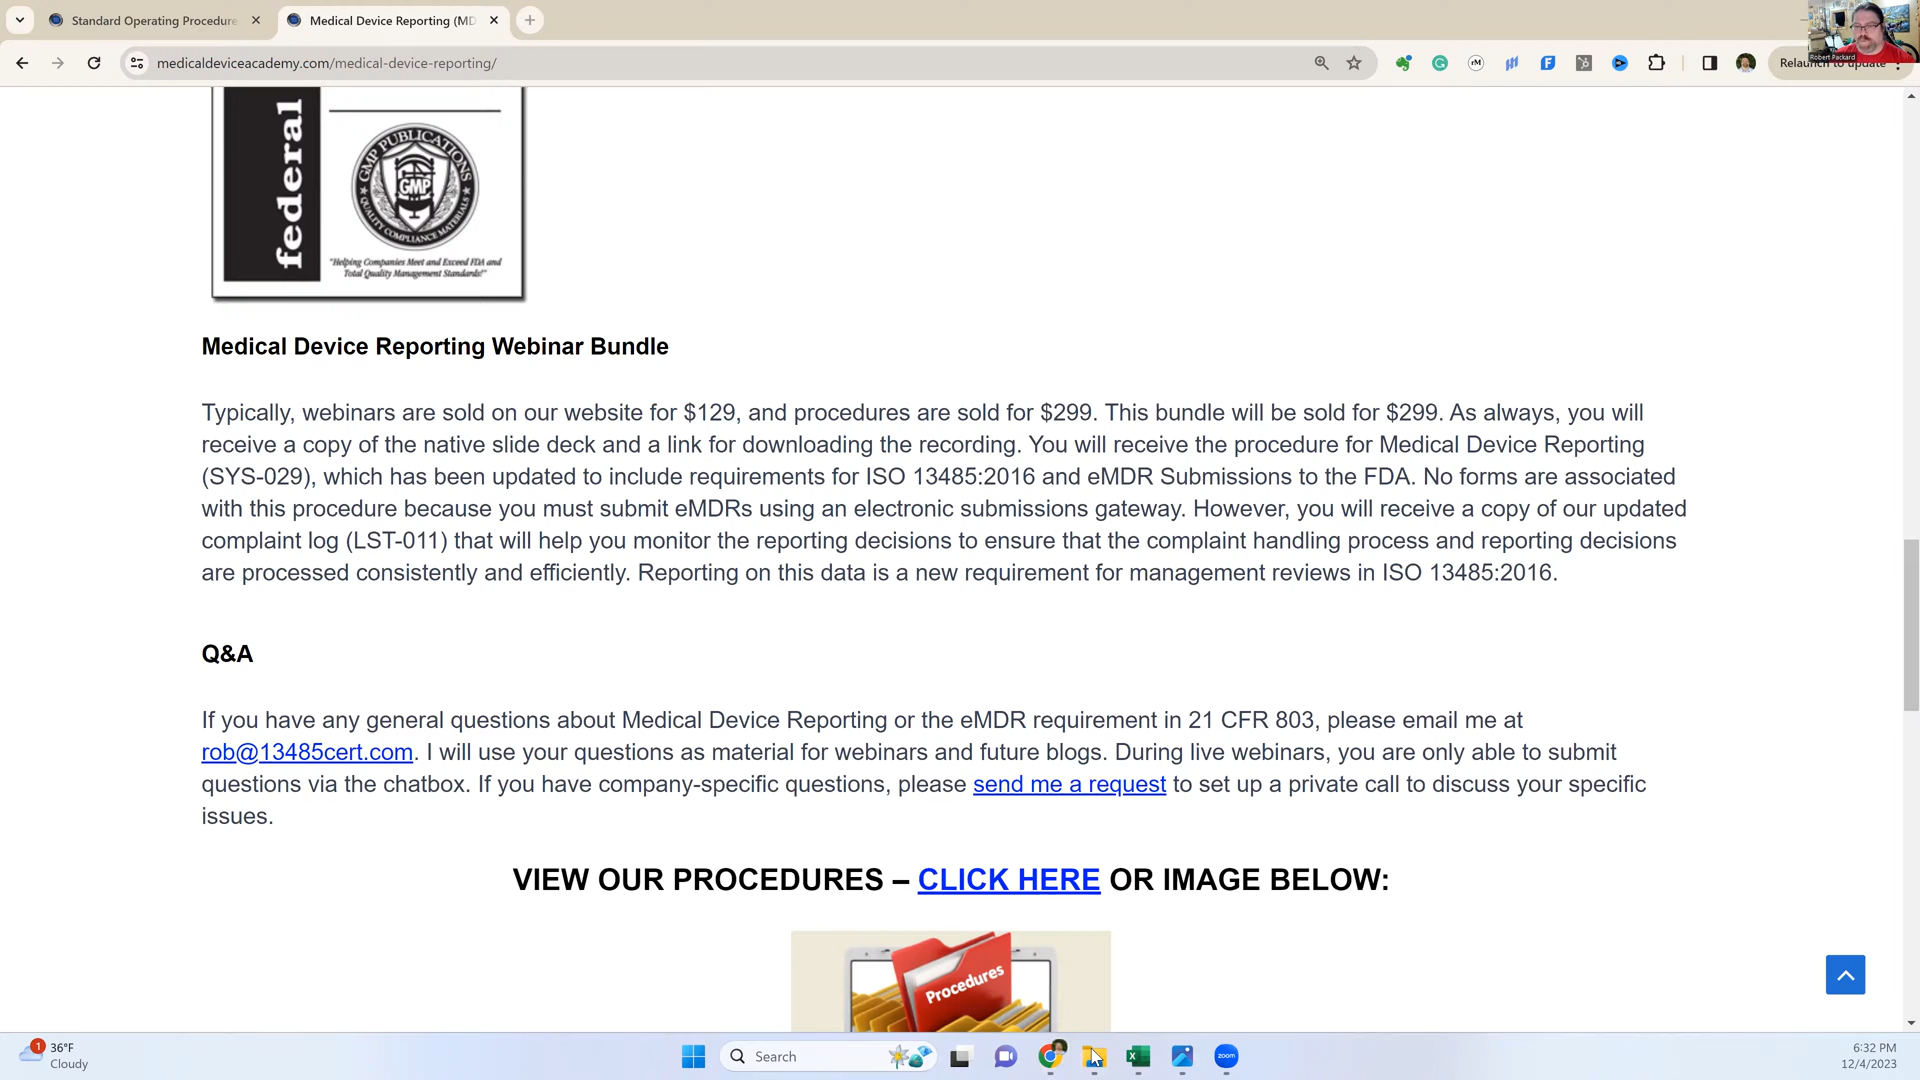 Standard Operating Procedure
Medical Device Reporting (MD
medicaldeviceacademy.com/medical-device-reporting/
Relaunch to update
Robert Packard
federal
GMP PUBLICATIONS
GMP
QUALITY COMPLIANCE MATERIALS
"Helping Companies Meet and Exceed FDA and
Total Quality Management Standards!"
Medical Device Reporting Webinar Bundle
Typically, webinars are sold on our website for $129, and procedures are sold for $299. This bundle will be sold for $299. As always, you will
receive a copy of the native slide deck and a link for downloading the recording. You will receive the procedure for Medical Device Reporting
(SYS-029), which has been updated to include requirements for ISO 13485:2016 and eMDR Submissions to the FDA. No forms are associated
with this procedure because you must submit eMDRs using an electronic submissions gateway. However, you will receive a copy of our updated
complaint log (LST-011) that will help you monitor the reporting decisions to ensure that the complaint handling process and reporting decisions
are processed consistently and efficiently. Reporting on this data is a new requirement for management reviews in ISO 13485:2016.
Q&A
If you have any general questions about Medical Device Reporting or the eMDR requirement in 21 CFR 803, please email me at
rob@13485cert.com. I will use your questions as material for webinars and future blogs. During live webinars, you are only able to submit
questions via the chatbox. If you have company-specific questions, please send me a request to set up a private call to discuss your specific
issues.
VIEW OUR PROCEDURES – CLICK HERE OR IMAGE BELOW:
Procedures
1
36°F
Cloudy
Search
zoom
6:32 PM
12/4/2023